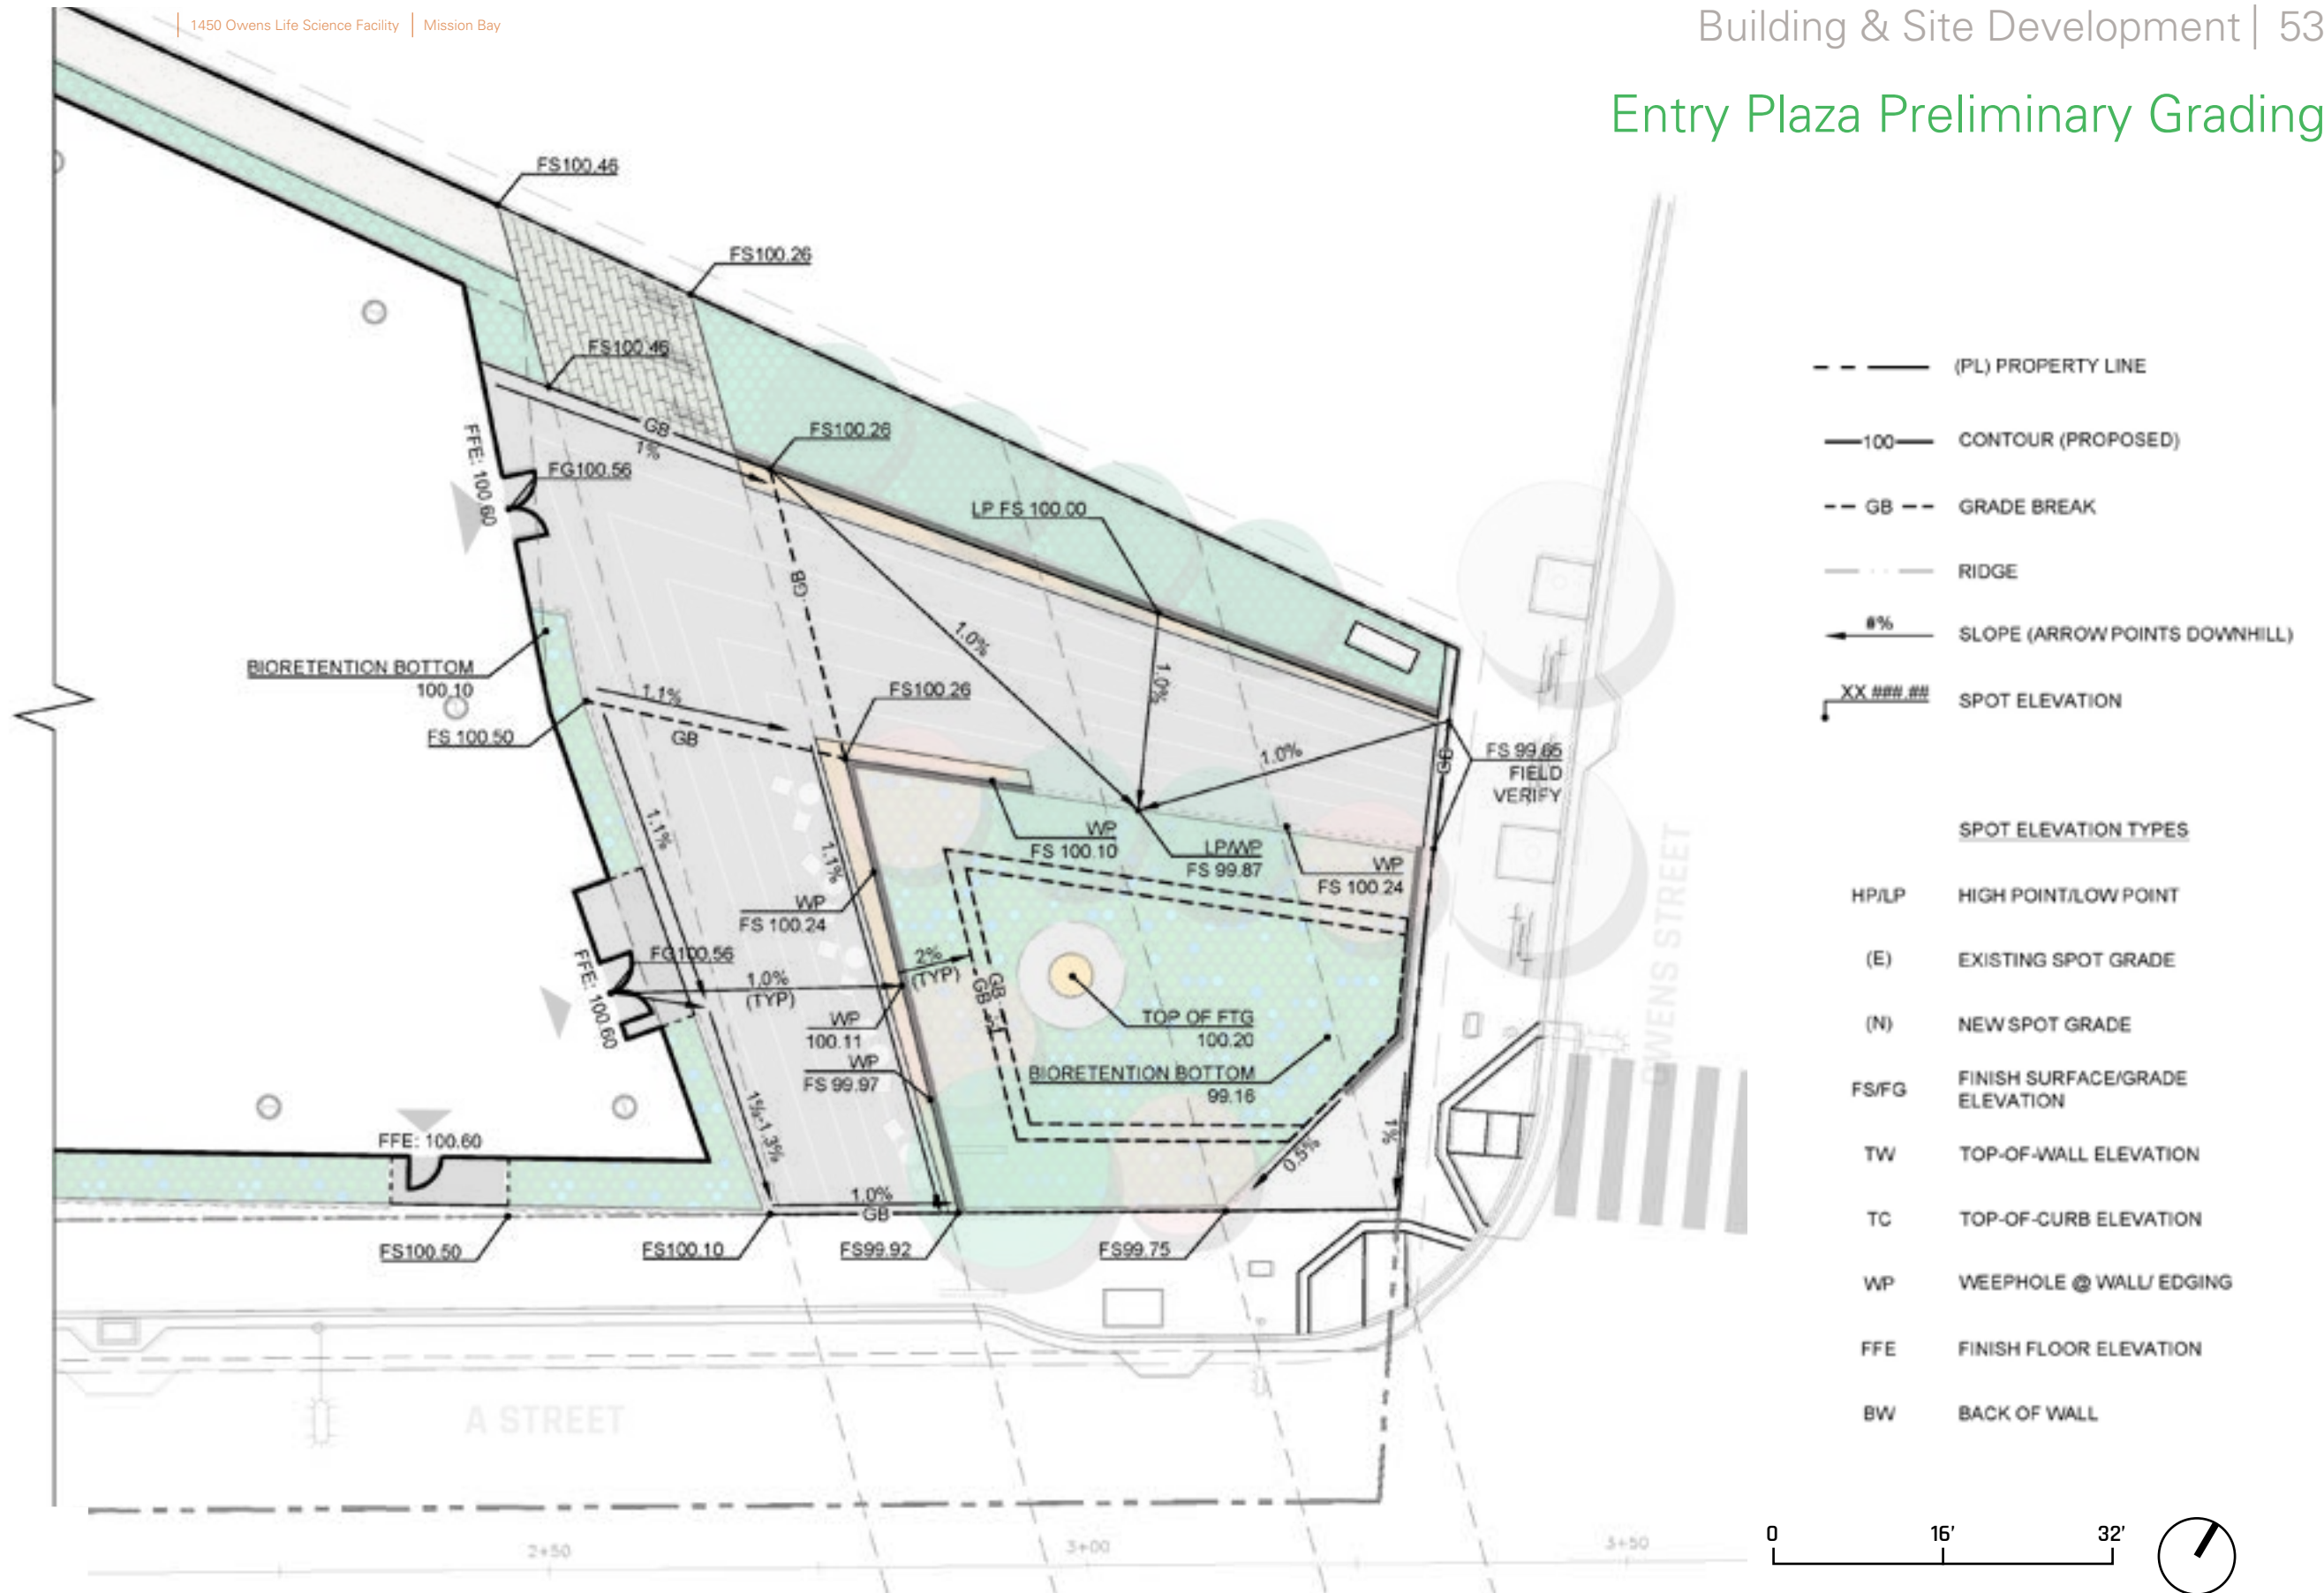 1450 Owens Life Science Facility | Mission Bay
Building & Site Development | 53
Entry Plaza Preliminary Grading
FS100.46
FS100.26
FS100.46
GB
1%
FS100.26
FFE: 100.60
FG100.56
LP FS 100.00
GB
1.0%
1.0%
BIORETENTION BOTTOM
100.10
1.1%
FS100.26
FS 100.50
GB
1.0%
GB
FS 99.65
FIELD
VERIFY
1.1%
1.1%
WP
FS 100.10
LP/WP
FS 99.87
WP
FS 100.24
WP
FS 100.24
FG100.56
FFE: 100.60
1.0%
(TYP)
2%
(TYP)
GB
GB
WP
100.11
TOP OF FTG
100.20
WP
FS 99.97
BIORETENTION BOTTOM
99.16
1%-1.3%
FFE: 100.60
0.5%
1%
1.0%
GB
FS100.50
FS100.10
FS99.92
FS99.75
OWENS STREET
A STREET
2+50
3+00
3+50
(PL) PROPERTY LINE
100 CONTOUR (PROPOSED)
GB GRADE BREAK
RIDGE
#% SLOPE (ARROW POINTS DOWNHILL)
XX ###.## SPOT ELEVATION
SPOT ELEVATION TYPES
HP/LP HIGH POINT/LOW POINT
(E) EXISTING SPOT GRADE
(N) NEW SPOT GRADE
FS/FG FINISH SURFACE/GRADE
ELEVATION
TW TOP-OF-WALL ELEVATION
TC TOP-OF-CURB ELEVATION
WP WEEPHOLE @ WALL/ EDGING
FFE FINISH FLOOR ELEVATION
BW BACK OF WALL
0 16' 32'